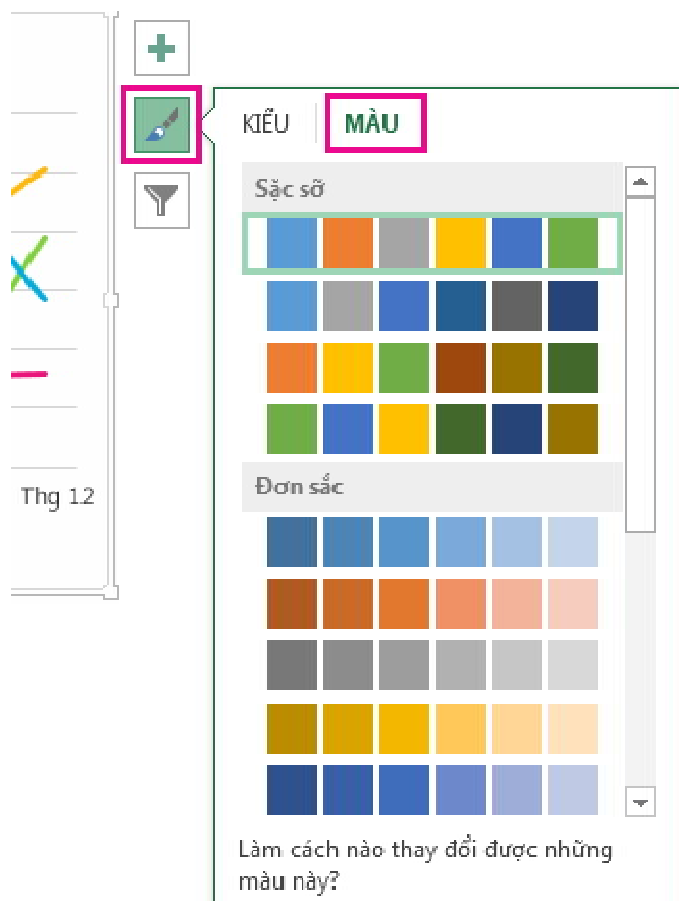 KIỂU
MÀU
Sặc sỡ
Đơn sắc
Thg 12
Làm cách nào thay đổi được những
màu này?